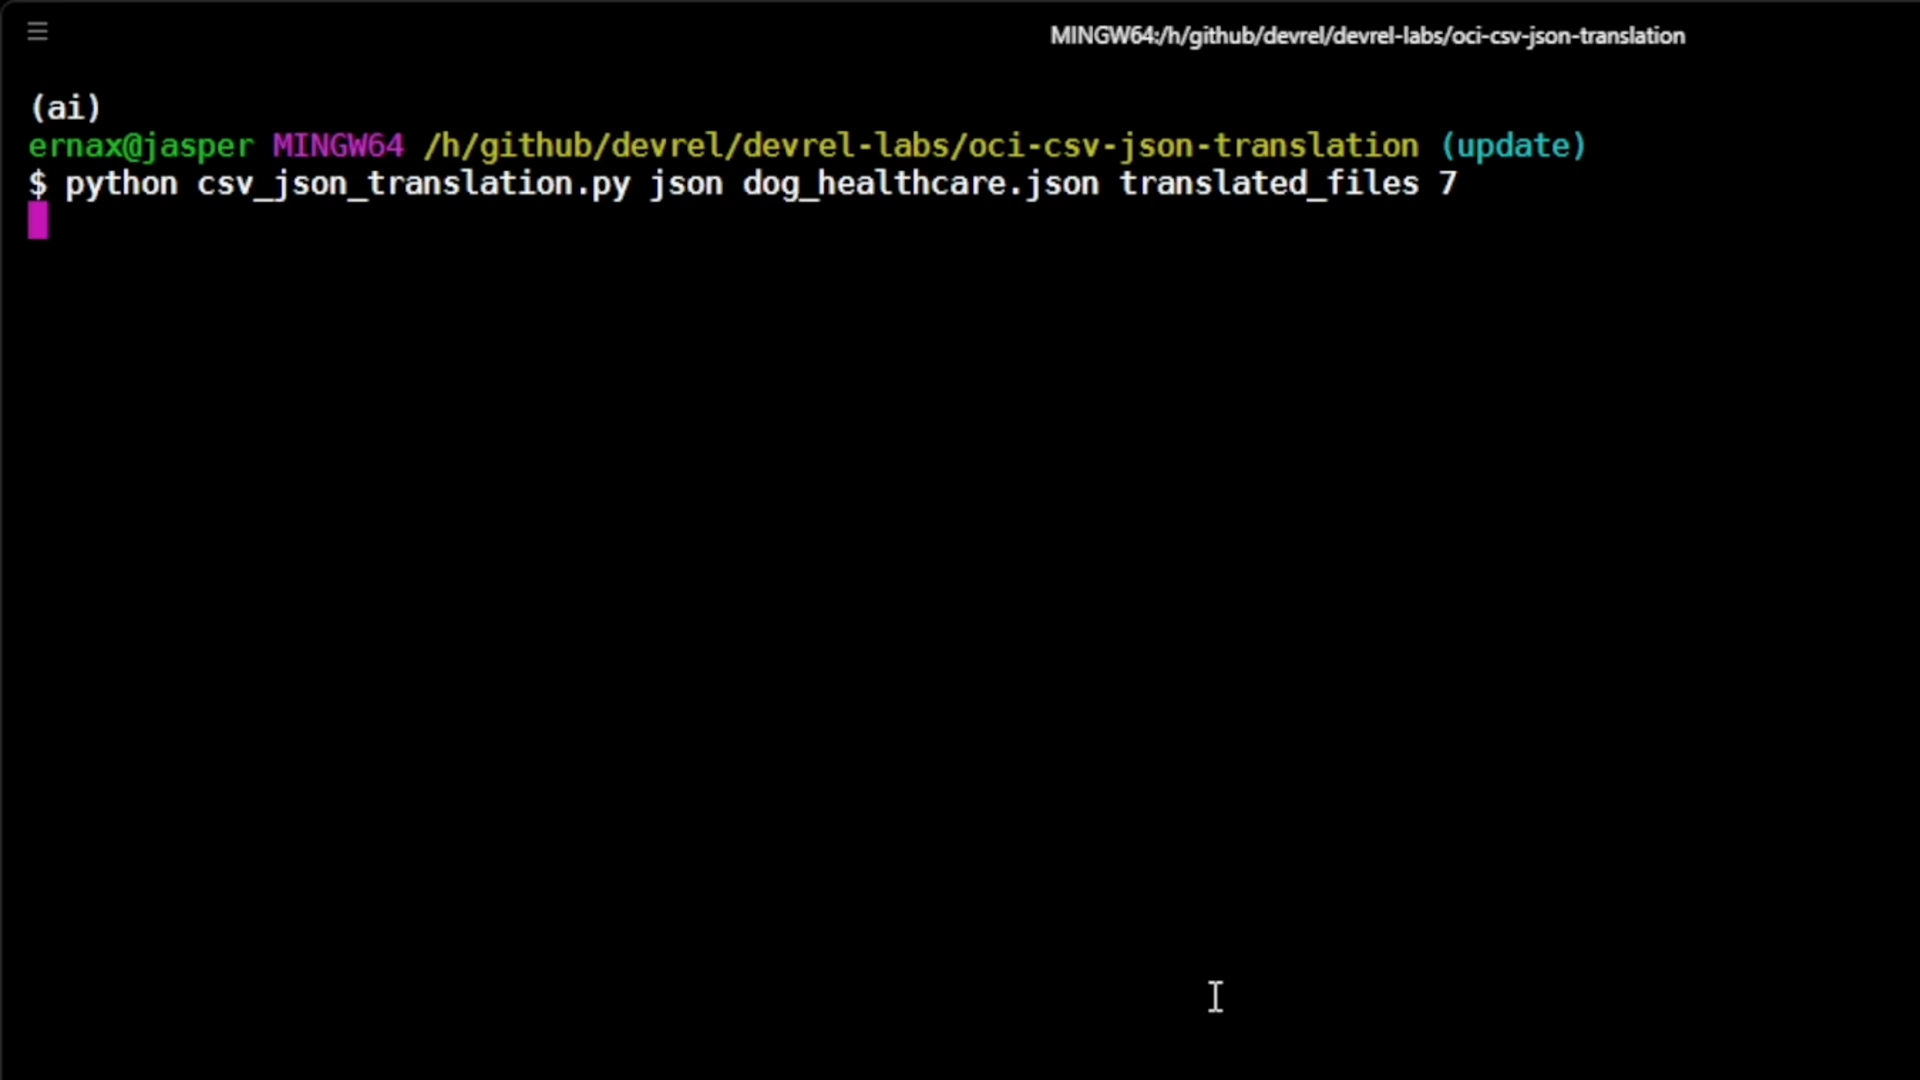 MINGW64:/h/github/devrel/devrel-labs/oci-csv-json-translation
(ai)
ernax@jasper MINGW64 /h/github/devrel/devrel-labs/oci-csv-json-translation (update)
$ python csv_json_translation.py json dog_healthcare.json translated_files 7